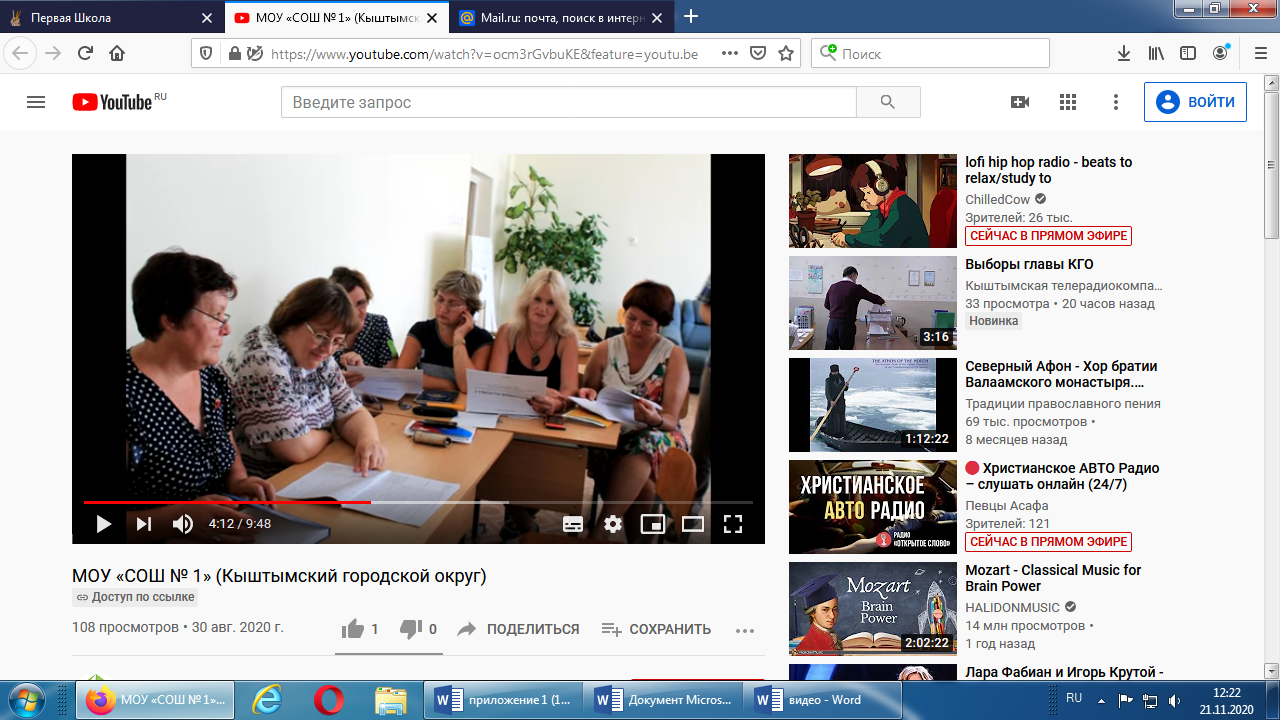 Первая Школа
МОУ «СОШ № 1» (Кыштымск
Mail.ru: почта, поиск в интерн
https://www.youtube.com/watch?v=ocm3rGvbuKE&feature=youtu.be
Поиск
YouTube RU
Введите запрос
ВОЙТИ
4:12 / 9:48
МОУ «СОШ № 1» (Кыштымский городской округ)
Доступ по ссылке
108 просмотров • 30 авг. 2020 г.
1
0
ПОДЕЛИТЬСЯ
СОХРАНИТЬ
lofi hip hop radio - beats to
relax/study to
ChilledCow
Зрителей: 26 тыс.
СЕЙЧАС В ПРЯМОМ ЭФИРЕ
3:16
Выборы главы КГО
Кыштымская телерадиокомпа...
33 просмотра • 20 часов назад
Новинка
THE ATHOS OF THE NORTH
1:12:22
Северный Афон - Хор братии
Валаамского монастыря....
Традиции православного пения
69 тыс. просмотров •
8 месяцев назад
ХРИСТИАНСКОЕ
АВТО РАДИО
РАДИО
«ОТКРЫТОЕ СЛОВО»
Христианское АВТО Радио
– слушать онлайн (24/7)
Певцы Асафа
Зрителей: 121
СЕЙЧАС В ПРЯМОМ ЭФИРЕ
Mozart
Brain
Power
2:02:22
Mozart - Classical Music for
Brain Power
HALIDONMUSIC
14 млн просмотров •
1 год назад
Лара Фабиан и Игорь Крутой -
МОУ «СОШ № 1»...
приложение 1 (1...
Документ Micros...
видео - Word
RU
12:22
21.11.2020